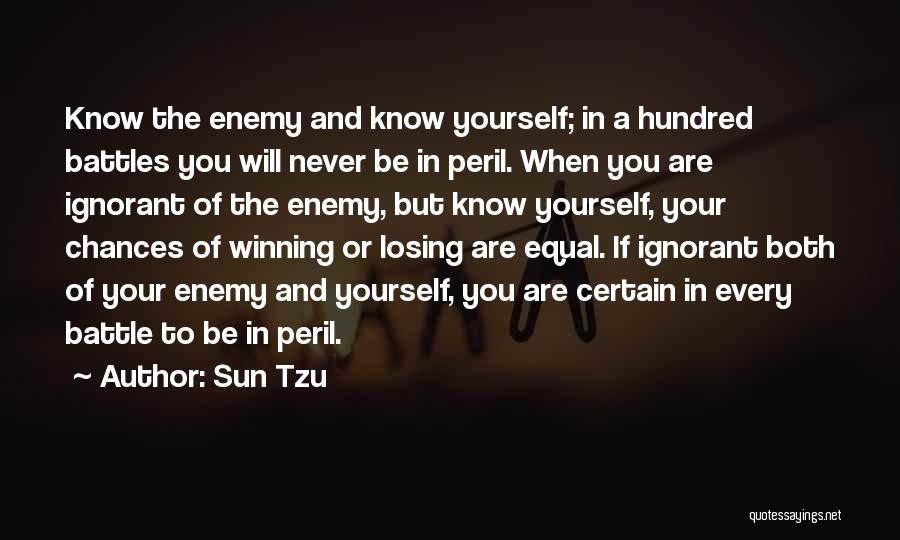 Know the enemy and know yourself; in a hundred
battles you will never be in peril. When you are
ignorant of the enemy, but know yourself, your
chances of winning or losing are equal. If ignorant both
of your enemy and yourself, you are certain in every
battle to be in peril.
~ Author: Sun Tzu
quotessayings.net